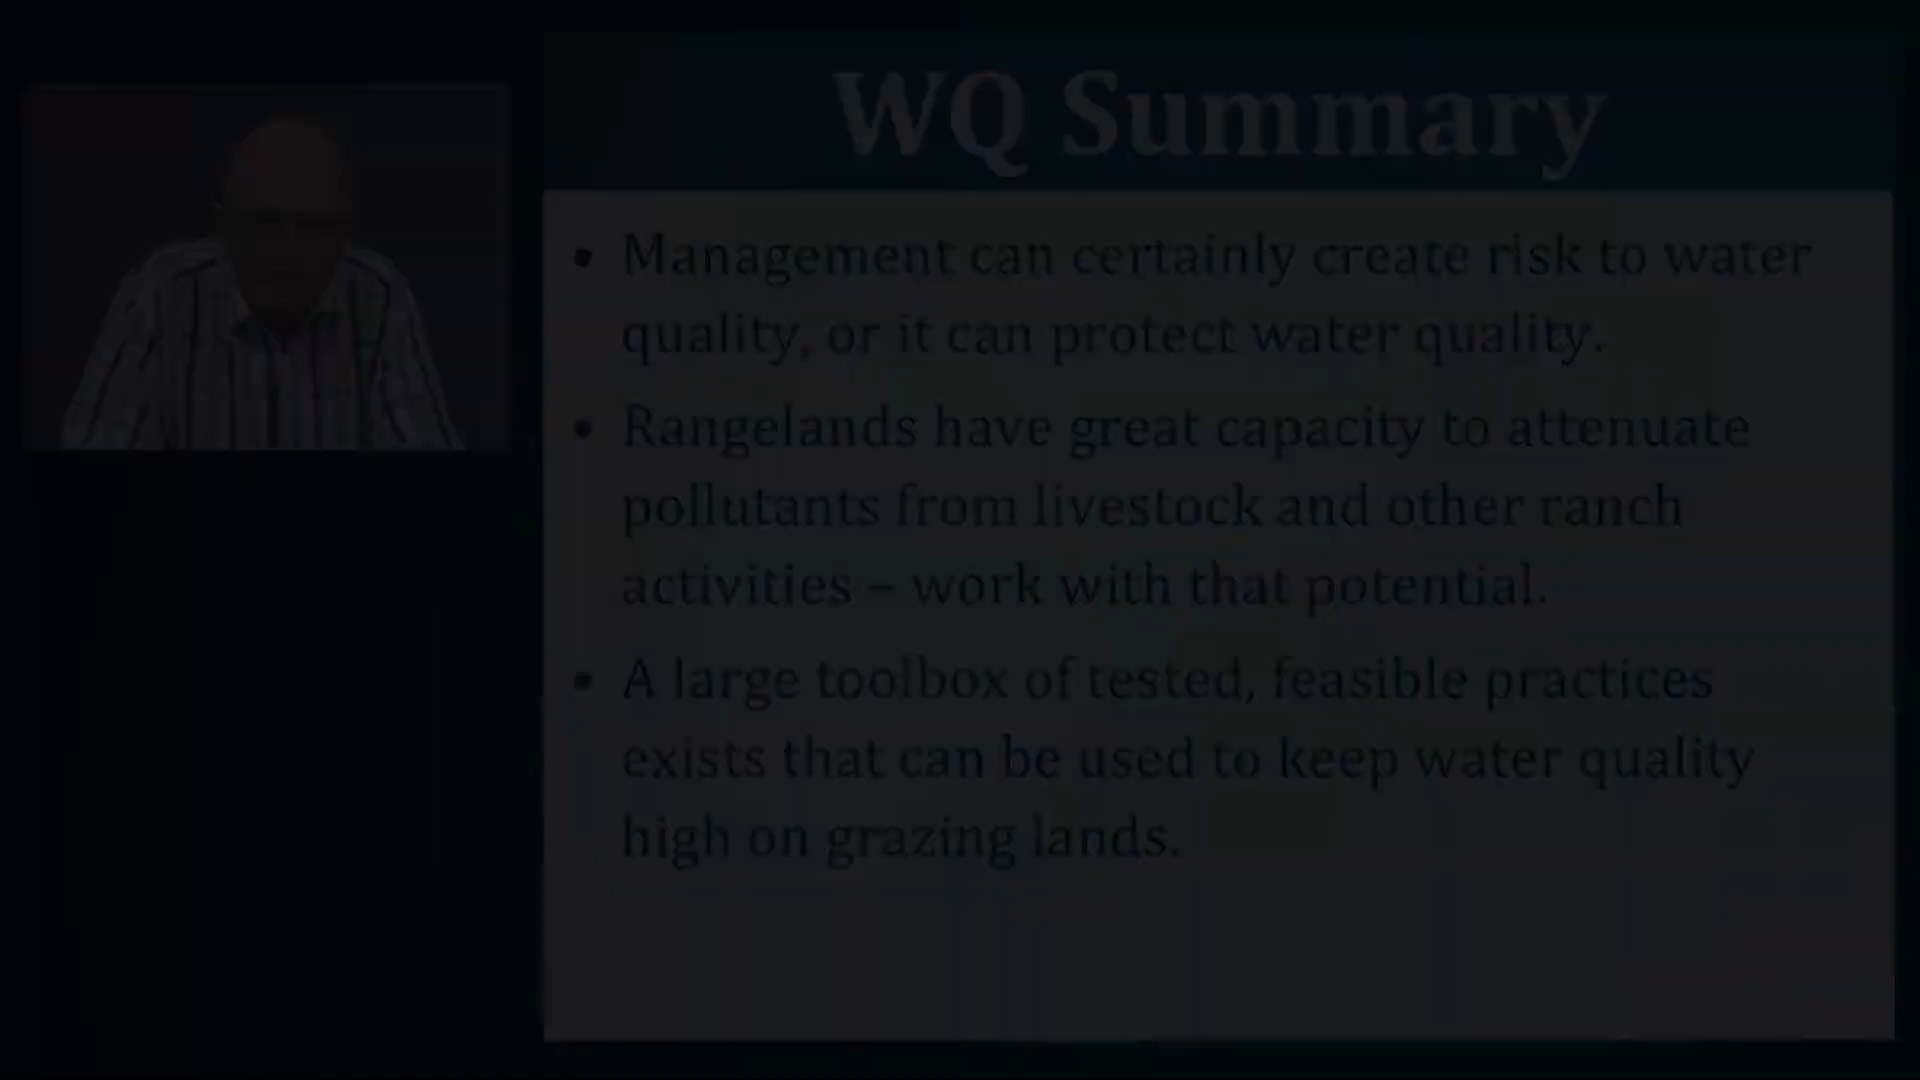 WQ Summary
• Management can certainly create risk to water
quality, or it can protect water quality.
• Rangelands have great capacity to attenuate
pollutants from livestock and other ranch
activities – work with that potential.
• A large toolbox of tested, feasible practices
exists that can be used to keep water quality
high on grazing lands.